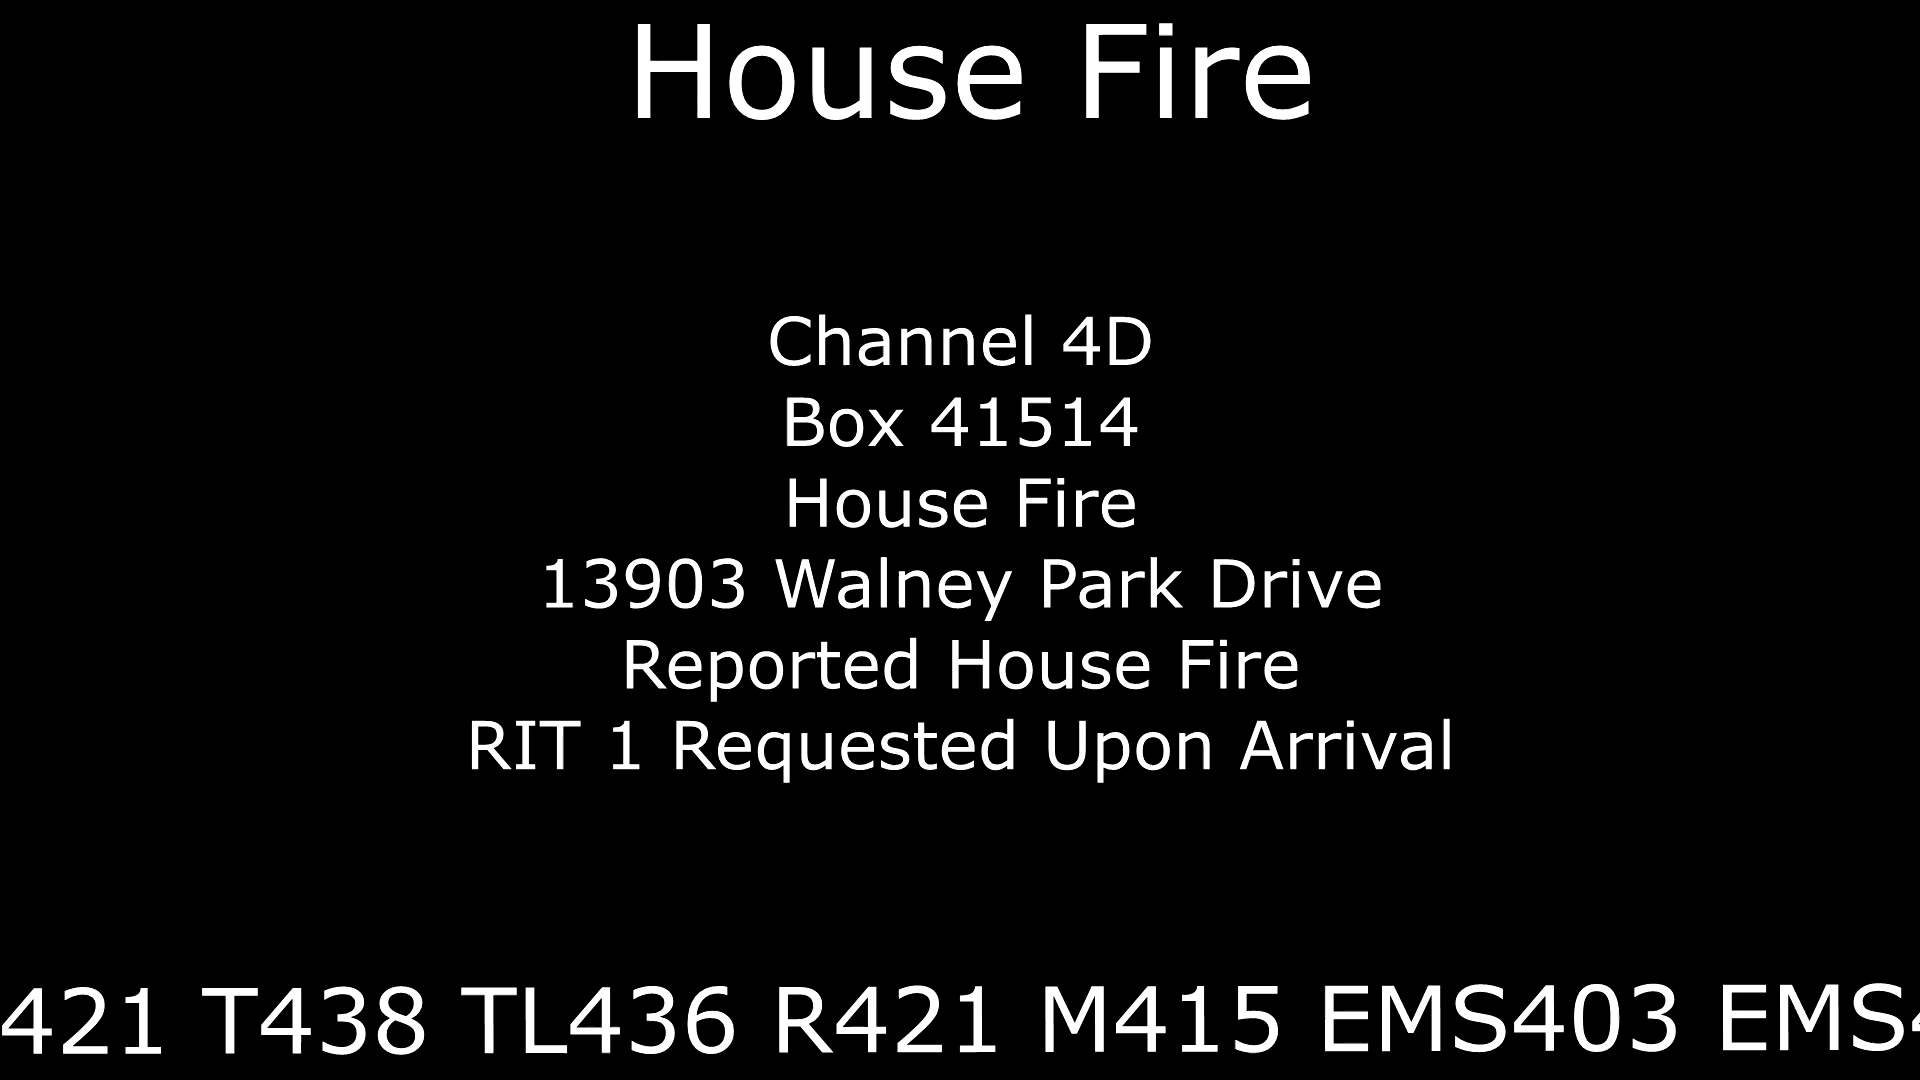 House Fire
Channel 4D
Box 41514
House Fire
13903 Walney Park Drive
Reported House Fire
RIT 1 Requested Upon Arrival
421 T438 TL436 R421 M415 EMS403 EMS4